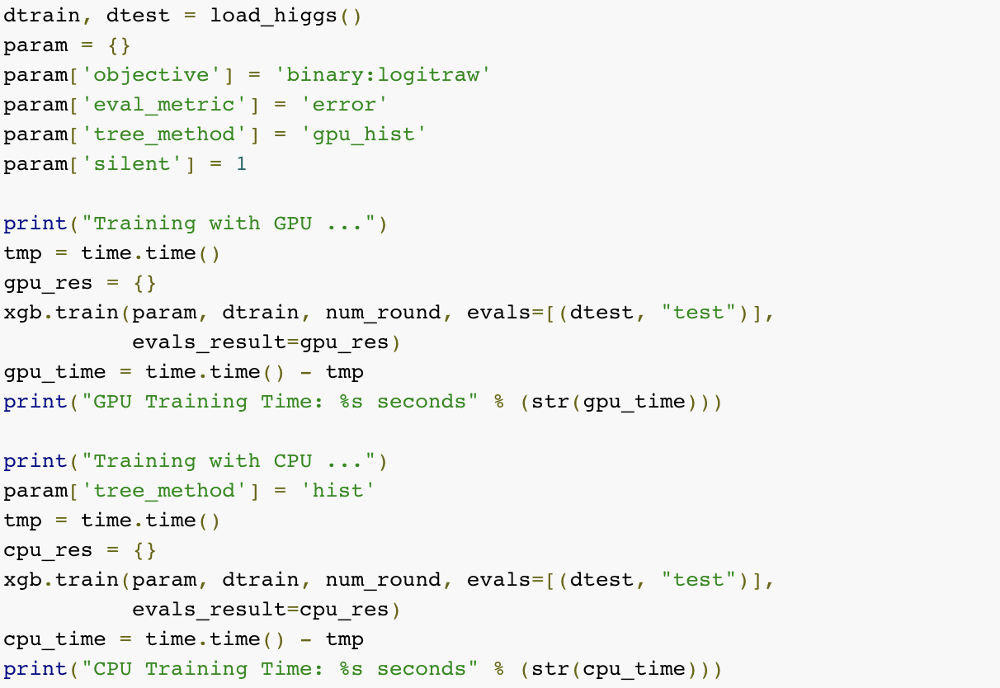 dtrain, dtest = load_higgs()
param = {}
param['objective'] = 'binary:logitraw'
param['eval_metric'] = 'error'
param['tree_method'] = 'gpu_hist'
param['silent'] = 1

print("Training with GPU ...")
tmp = time.time()
gpu_res = {}
xgb.train(param, dtrain, num_round, evals=[(dtest, "test")],
          evals_result=gpu_res)
gpu_time = time.time() - tmp
print("GPU Training Time: %s seconds" % (str(gpu_time)))

print("Training with CPU ...")
param['tree_method'] = 'hist'
tmp = time.time()
cpu_res = {}
xgb.train(param, dtrain, num_round, evals=[(dtest, "test")],
          evals_result=cpu_res)
cpu_time = time.time() - tmp
print("CPU Training Time: %s seconds" % (str(cpu_time)))